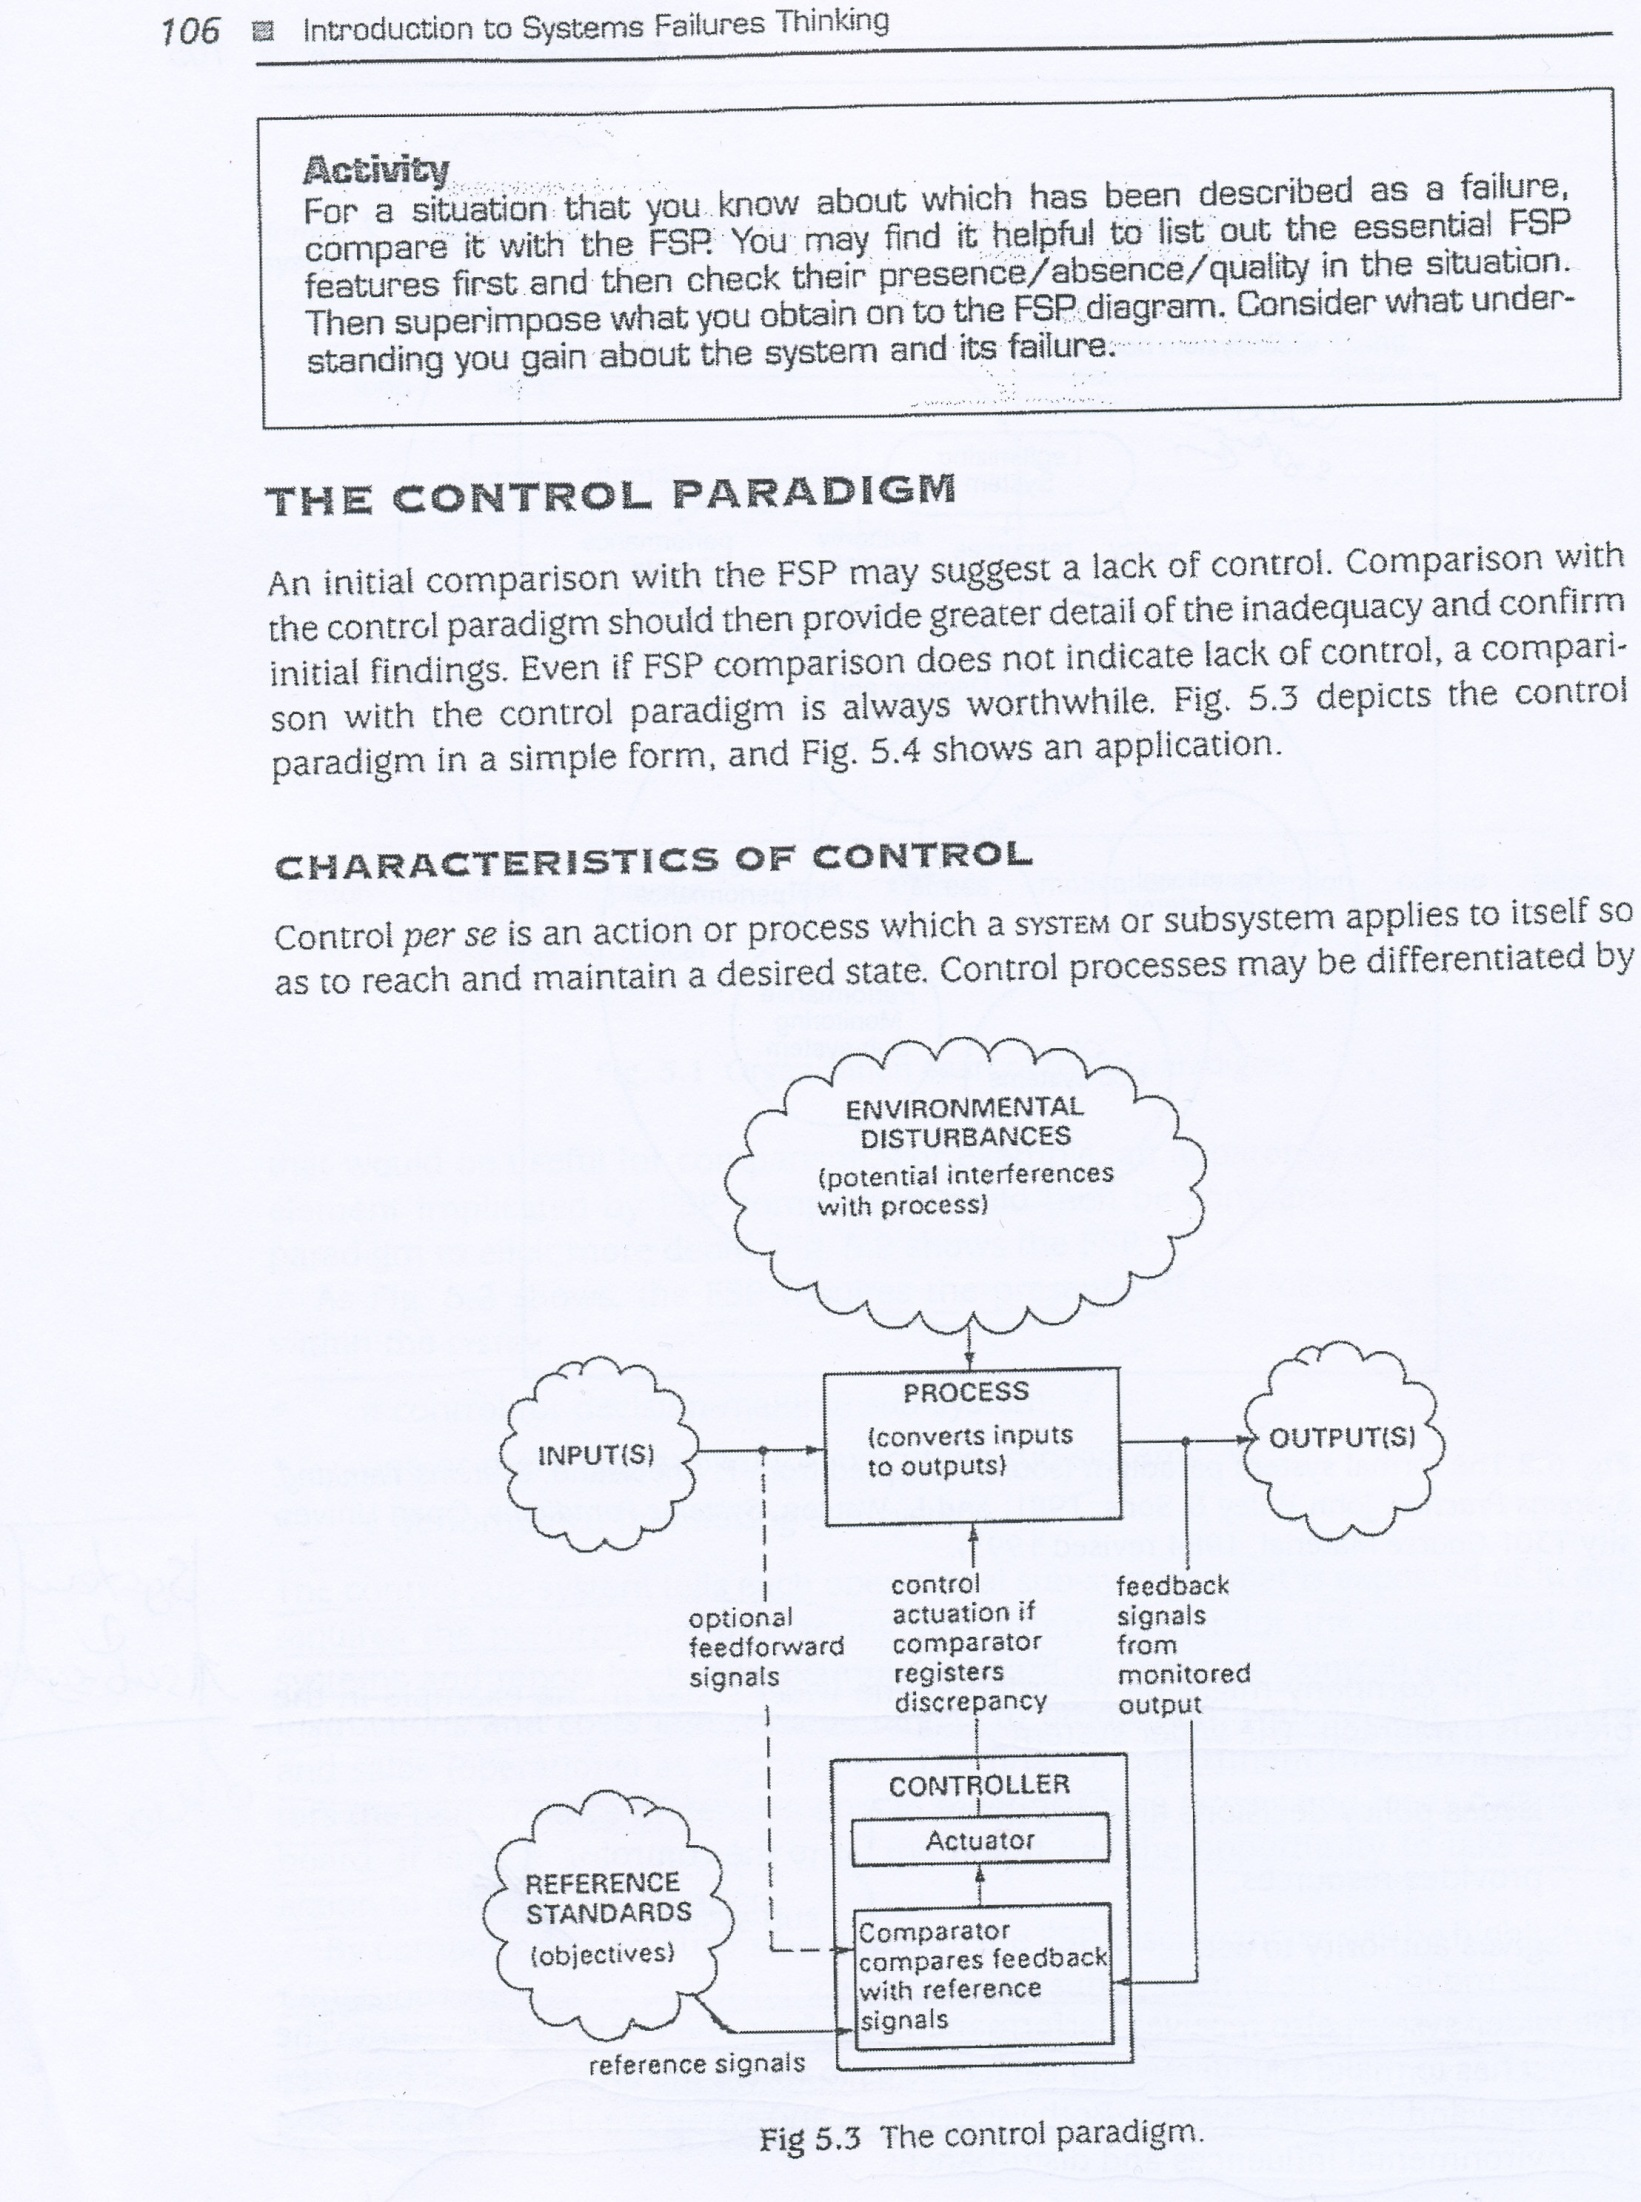 106 Introduction to Systems Failures Thinking
Activity
For a situation that you know about which has been described as a failure,
compare it with the FSP. You may find it helpful to list out the essential FSP
features first and then check their presence/absence/quality in the situation.
Then superimpose what you obtain on to the FSP diagram. Consider what under-
standing you gain about the system and its failure.
THE CONTROL PARADIGM
An initial comparison with the FSP may suggest a lack of control. Comparison with
the control paradigm should then provide greater detail of the inadequacy and confirm
initial findings. Even if FSP comparison does not indicate lack of control, a compari-
son with the control paradigm is always worthwhile. Fig. 5.3 depicts the control
paradigm in a simple form, and Fig. 5.4 shows an application.
CHARACTERISTICS OF CONTROL
Control per se is an action or process which a SYSTEM or subsystem applies to itself so
as to reach and maintain a desired state. Control processes may be differentiated by
ENVIRONMENTAL
DISTURBANCES
(potential interferences
with process)
INPUT(S)
PROCESS
(converts inputs
to outputs)
OUTPUT(S)
optional
feedforward
signals
control
actuation if
comparator
registers
discrepancy
feedback
signals
from
monitored
output
CONTROLLER
Actuator
REFERENCE
STANDARDS
(objectives)
Comparator
compares feedback
with reference
signals
reference signals
Fig 5.3 The control paradigm.